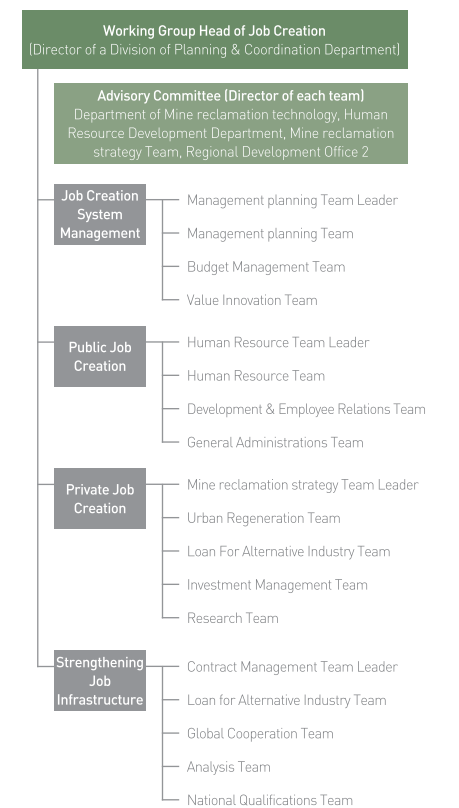 Working Group Head of Job Creation
(Director of a Division of Planning & Coordination Department)
Advisory Committee (Director of each team)
Department of Mine reclamation technology, Human
Resource Development Department, Mine reclamation
strategy Team, Regional Development Office 2
Job Creation
System
Management
Management planning Team Leader
Management planning Team
Budget Management Team
Value Innovation Team
Public Job
Creation
Human Resource Team Leader
Human Resource Team
Development & Employee Relations Team
General Administrations Team
Private Job
Creation
Mine reclamation strategy Team Leader
Urban Regeneration Team
Loan For Alternative Industry Team
Investment Management Team
Research Team
Strengthening
Job
Infrastructure
Contract Management Team Leader
Loan for Alternative Industry Team
Global Cooperation Team
Analysis Team
National Qualifications Team